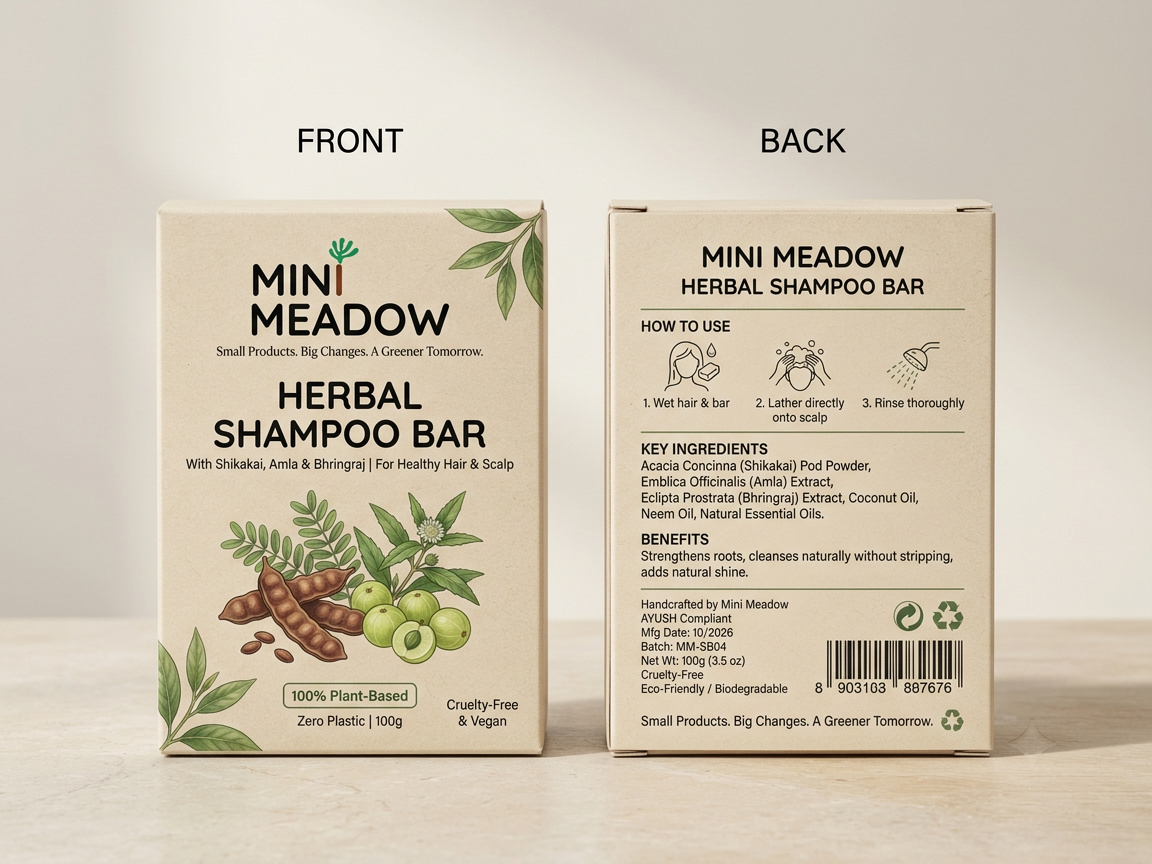 FRONT
MINI
MEADOW
Small Products. Big Changes. A Greener Tomorrow.
HERBAL
SHAMPOO BAR
With Shikakai, Amla & Bhringraj | For Healthy Hair & Scalp
100% Plant-Based
Zero Plastic | 100g
Cruelty-Free
& Vegan
BACK
MINI MEADOW
HERBAL SHAMPOO BAR
HOW TO USE
1. Wet hair & bar
2. Lather directly
onto scalp
3. Rinse thoroughly
KEY INGREDIENTS
Acacia Concinna (Shikakai) Pod Powder,
Emblica Officinalis (Amla) Extract,
Eclipta Prostrata (Bhringraj) Extract, Coconut Oil,
Neem Oil, Natural Essential Oils.
BENEFITS
Strengthens roots, cleanses naturally without stripping,
adds natural shine.
Handcrafted by Mini Meadow
AYUSH Compliant
Mfg Date: 10/2026
Batch: MM-SB04
Net Wt: 100g (3.5 oz)
Cruelty-Free
Eco-Friendly / Biodegradable
8 903103 887676
Small Products. Big Changes. A Greener Tomorrow.